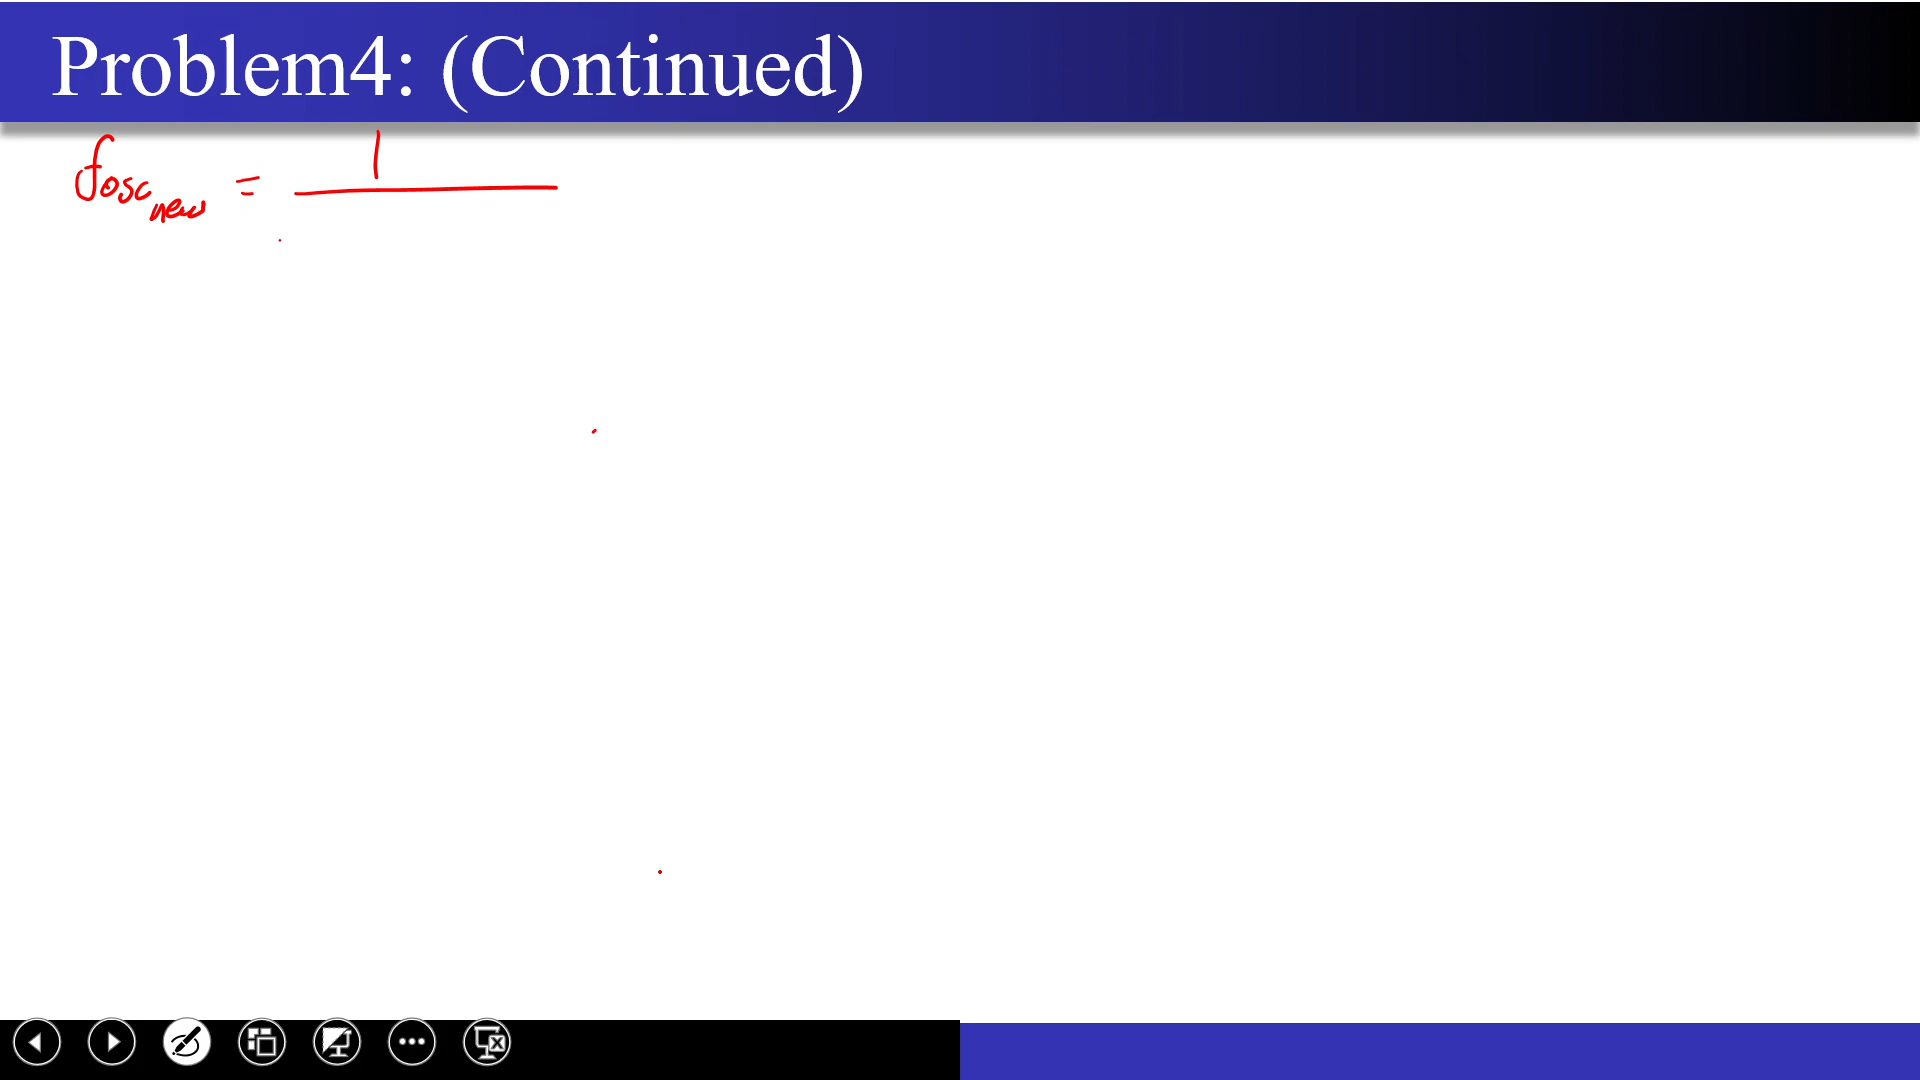 Problem4: (Continued)
fosc new = 1